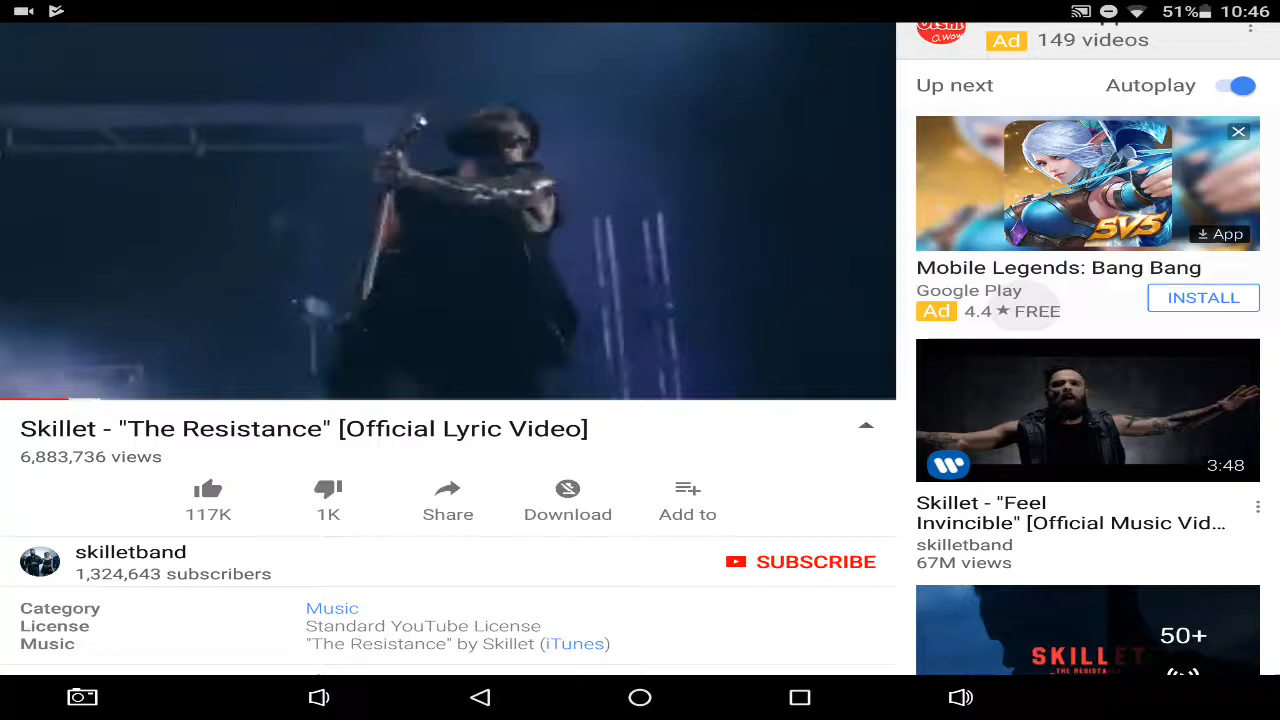 51% 10:46
O.Wow
Ad 149 videos
Up next Autoplay
5V5
App
Mobile Legends: Bang Bang
Google Play
Ad 4.4 ★ FREE
INSTALL
Skillet - "The Resistance" [Official Lyric Video]
6,883,736 views
117K
1K
Share
Download
Add to
skilletband
1,324,643 subscribers
SUBSCRIBE
Category Music
License Standard YouTube License
Music "The Resistance" by Skillet (iTunes)
3:48
Skillet - "Feel
Invincible" [Official Music Vid...
skilletband
67M views
SKILLET
THE RESISTANCE
50+